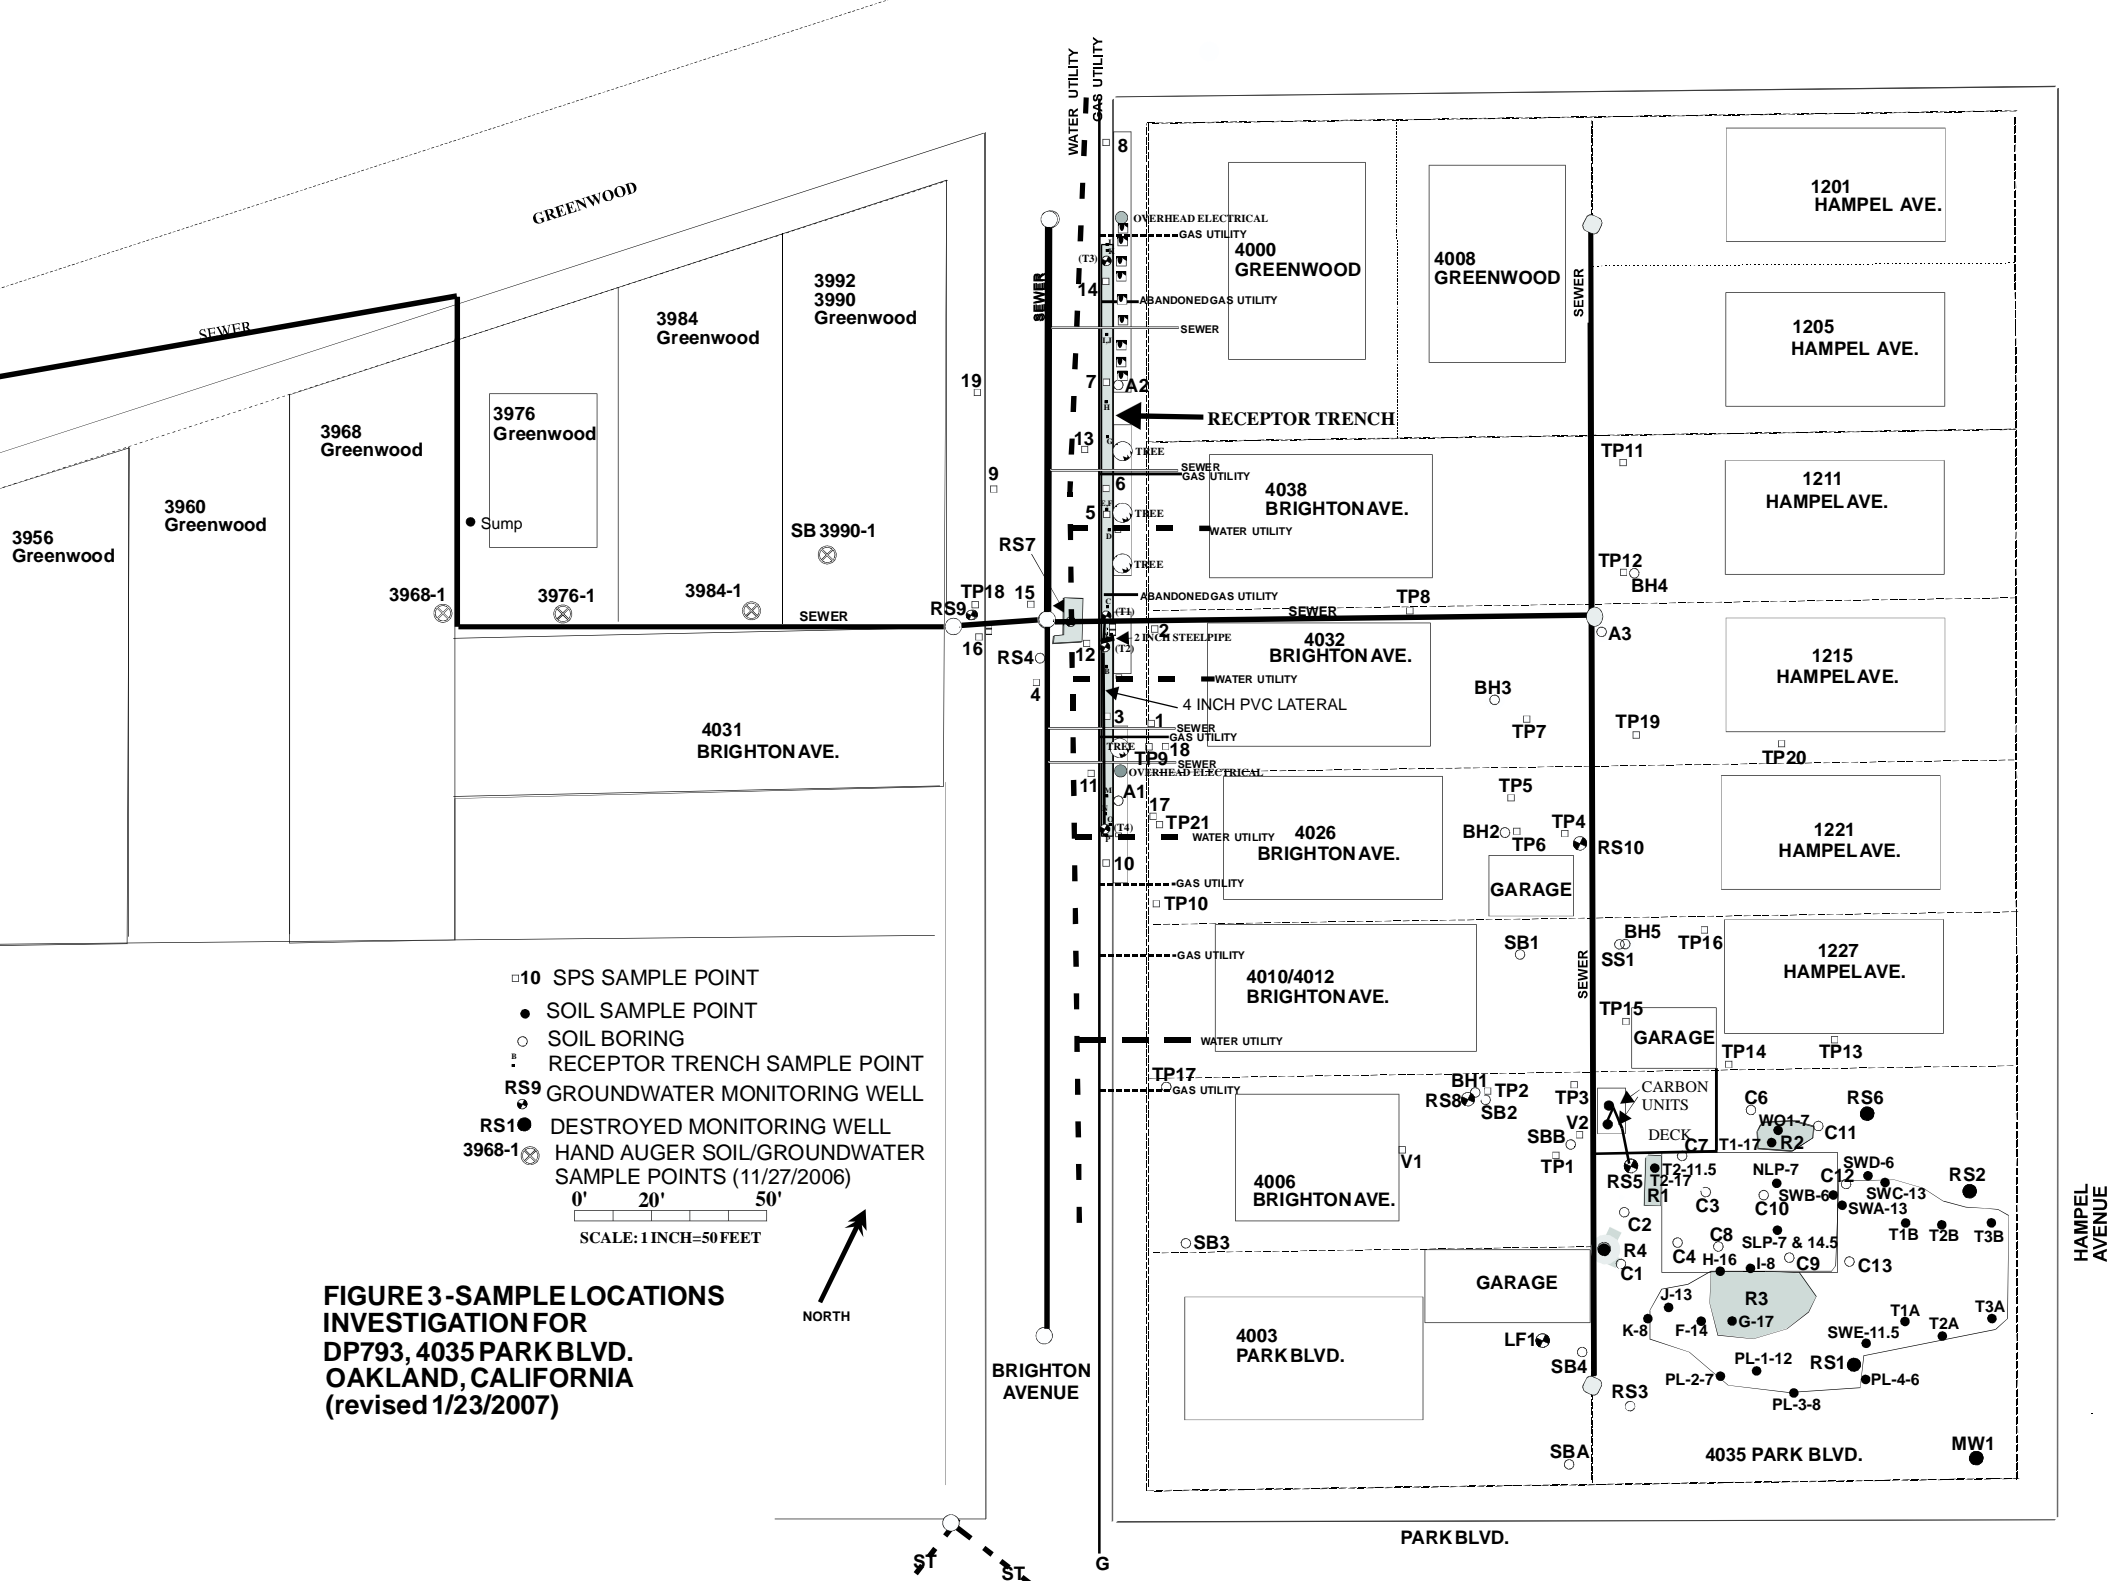 WATER UTILITY
GAS UTILITY
8
GREENWOOD
OVERHEAD ELECTRICAL
GAS UTILITY
(T3)
14
ABANDONED GAS UTILITY
SEWER
SEWER
SEWER
SEWER
4000
GREENWOOD
4008
GREENWOOD
1201
HAMPEL AVE.
1205
HAMPEL AVE.
3992
3990
Greenwood
3984
Greenwood
3976
Greenwood
3968
Greenwood
3960
Greenwood
3956
Greenwood
Sump
19
7
A2
H
RECEPTOR TRENCH
13
G
TREE
9
SEWER
GAS UTILITY
6
5
TREE
D
WATER UTILITY
4038
BRIGHTON AVE.
TP11
1211
HAMPEL AVE.
SB 3990-1
RS7
TREE
TP12
BH4
3968-1
3976-1
3984-1
SEWER
RS9
TP18
15
C
ABANDONED GAS UTILITY
(T1)
SEWER
TP8
2
2 INCH STEEL PIPE
(T2)
16
RS4
12
B
4
WATER UTILITY
4032
BRIGHTON AVE.
A3
1215
HAMPEL AVE.
4 INCH PVC LATERAL
BH3
TP7
TP19
TP20
3
1
SEWER
GAS UTILITY
TREE
18
TP9
SEWER
OVERHEAD ELECTRICAL
4031
BRIGHTON AVE.
11
M
A1
17
TP21
(T4)
WATER UTILITY
4026
BRIGHTON AVE.
TP5
BH2
TP6
TP4
RS10
1221
HAMPEL AVE.
10
GAS UTILITY
GARAGE
TP10
GAS UTILITY
4010/4012
BRIGHTON AVE.
SB1
BH5
SS1
TP16
1227
HAMPEL AVE.
SEWER
TP15
GARAGE
TP14
TP13
WATER UTILITY
10 SPS SAMPLE POINT
SOIL SAMPLE POINT
SOIL BORING
B RECEPTOR TRENCH SAMPLE POINT
RS9 GROUNDWATER MONITORING WELL
RS1 DESTROYED MONITORING WELL
3968-1 HAND AUGER SOIL/GROUNDWATER
SAMPLE POINTS (11/27/2006)
0' 20' 50'
SCALE: 1 INCH=50 FEET
NORTH
TP17
GAS UTILITY
BH1
TP2
RS8
SB2
TP3
V2
SBB
TP1
V1
4006
BRIGHTON AVE.
SB3
CARBON
UNITS
DECK
C6
WO1-7
R2
C11
RS6
C7
T1-17
T2-11.5
T2-17
RS5
R1
NLP-7
C12
SWD-6
SWC-13
SWB-6
SWA-13
RS2
C3
C10
C2
R4
C1
C4
C8
SLP-7 & 14.5
H-16
I-8
C9
C13
T1B
T2B
T3B
GARAGE
J-13
R3
K-8
F-14
G-17
T1A
T2A
T3A
SWE-11.5
RS1
PL-1-12
PL-2-7
PL-3-8
PL-4-6
LF1
SB4
RS3
SBA
4003
PARK BLVD.
4035 PARK BLVD.
MW1
HAMPEL
AVENUE
FIGURE 3 - SAMPLE LOCATIONS
INVESTIGATION FOR
DP793, 4035 PARK BLVD.
OAKLAND, CALIFORNIA
(revised 1/23/2007)
BRIGHTON
AVENUE
PARK BLVD.
ST
ST
G